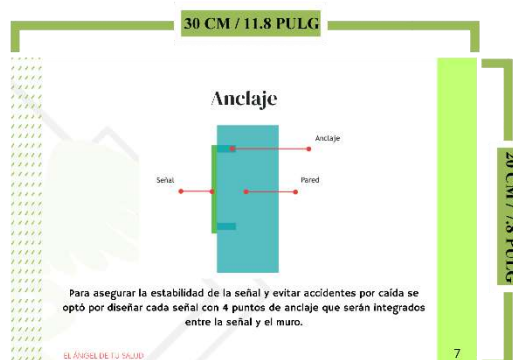 30 CM / 11.8 PULG
Anclaje
Anclaje
Señal
Pared
20 CM / 7.8 PULG
Para asegurar la estabilidad de la señal y evitar accidentes por caída se
optó por diseñar cada señal con 4 puntos de anclaje que serán integrados
entre la señal y el muro.
EL ÁNGEL DE TU SALUD
7